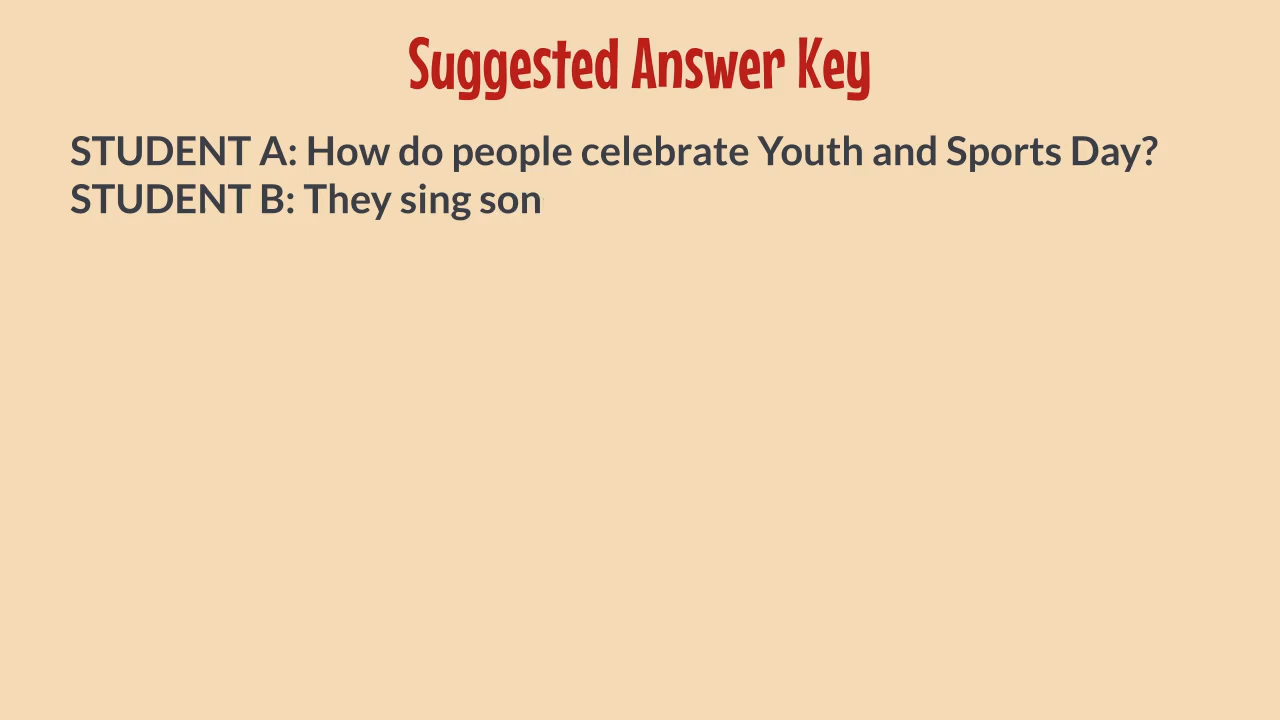 Suggested Answer Key
STUDENT A: How do people celebrate Youth and Sports Day?
STUDENT B: They sing son